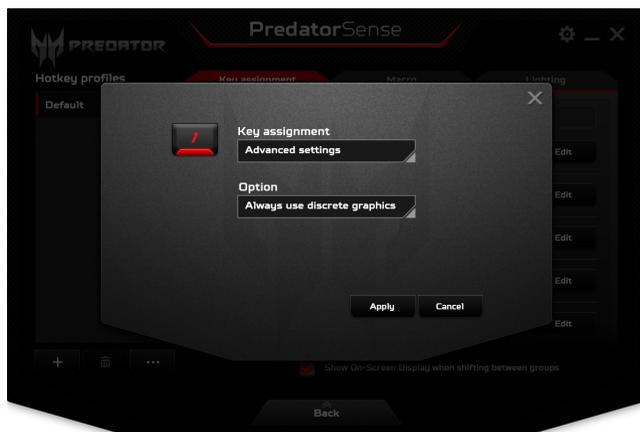 PREDATOR
PredatorSense
Hotkey profiles
Key assignment
Macro
Lighting
Default
1
Key assignment
Advanced settings
Edit
Option
Edit
Always use discrete graphics
Edit
Edit
Apply
Cancel
Edit
Show On-Screen Display when shifting between groups
Back